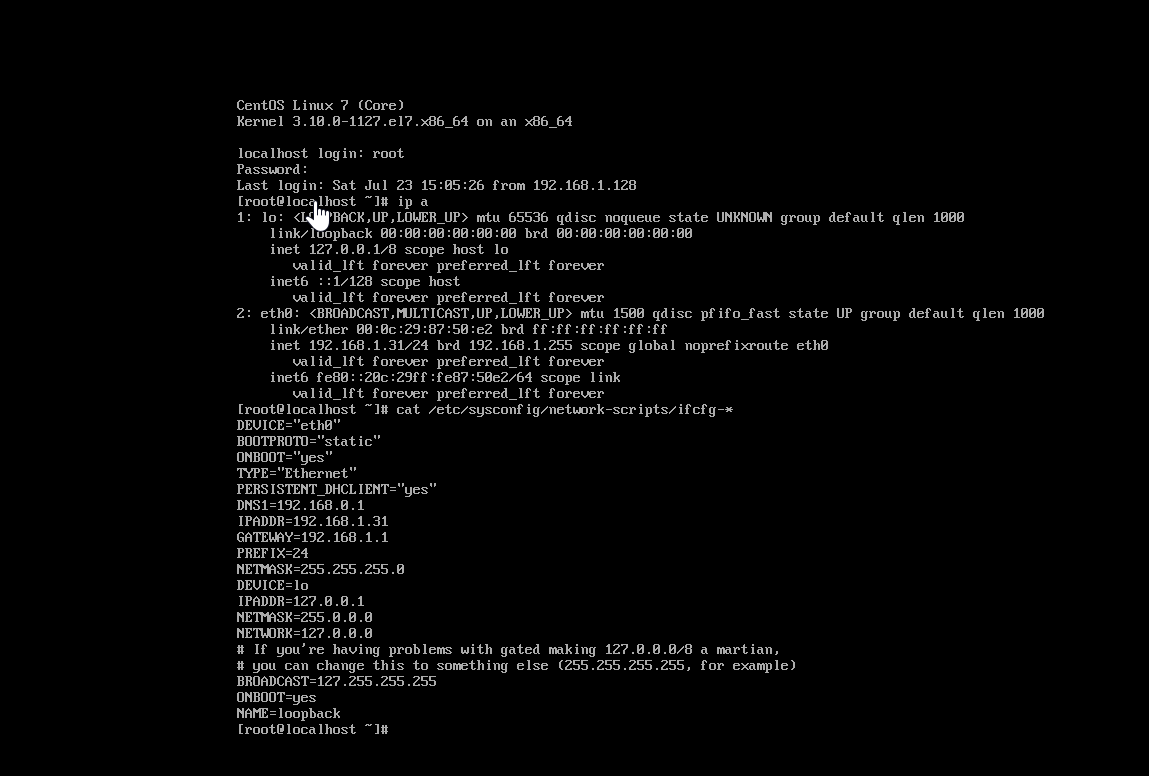 CentOS Linux 7 (Core)
Kernel 3.10.0-1127.el7.x86_64 on an x86_64
localhost login: root
Password:
Last login: Sat Jul 23 15:05:26 from 192.168.1.128
[root@localhost ~]# ip a
1: lo: <LOOPBACK,UP,LOWER_UP> mtu 65536 qdisc noqueue state UNKNOWN group default qlen 1000
    link/loopback 00:00:00:00:00:00 brd 00:00:00:00:00:00
    inet 127.0.0.1/8 scope host lo
       valid_lft forever preferred_lft forever
    inet6 ::1/128 scope host
       valid_lft forever preferred_lft forever
2: eth0: <BROADCAST,MULTICAST,UP,LOWER_UP> mtu 1500 qdisc pfifo_fast state UP group default qlen 1000
    link/ether 00:0c:29:87:50:e2 brd ff:ff:ff:ff:ff:ff
    inet 192.168.1.31/24 brd 192.168.1.255 scope global noprefixroute eth0
       valid_lft forever preferred_lft forever
    inet6 fe80::20c:29ff:fe87:50e2/64 scope link
       valid_lft forever preferred_lft forever
[root@localhost ~]# cat /etc/sysconfig/network-scripts/ifcfg-*
DEVICE="eth0"
BOOTPROTO="static"
ONBOOT="yes"
TYPE="Ethernet"
PERSISTENT_DHCLIENT="yes"
DNS1=192.168.0.1
IPADDR=192.168.1.31
GATEWAY=192.168.1.1
PREFIX=24
NETMASK=255.255.255.0
DEVICE=lo
IPADDR=127.0.0.1
NETMASK=255.0.0.0
NETWORK=127.0.0.0
# If you're having problems with gated making 127.0.0.0/8 a martian,
# you can change this to something else (255.255.255.255, for example)
BROADCAST=127.255.255.255
ONBOOT=yes
NAME=loopback
[root@localhost ~]#